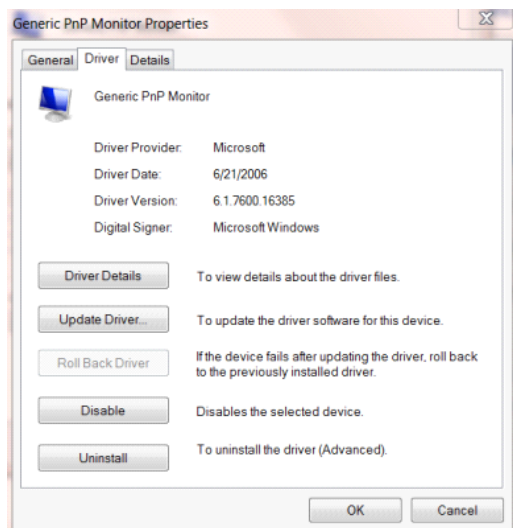 Generic PnP Monitor Properties
General Driver Details
Generic PnP Monitor
Driver Provider: Microsoft
Driver Date: 6/21/2006
Driver Version: 6.1.7600.16385
Digital Signer: Microsoft Windows
Driver Details To view details about the driver files.
Update Driver... To update the driver software for this device.
Roll Back Driver If the device fails after updating the driver, roll back
to the previously installed driver.
Disable Disables the selected device.
Uninstall To uninstall the driver (Advanced).
OK Cancel